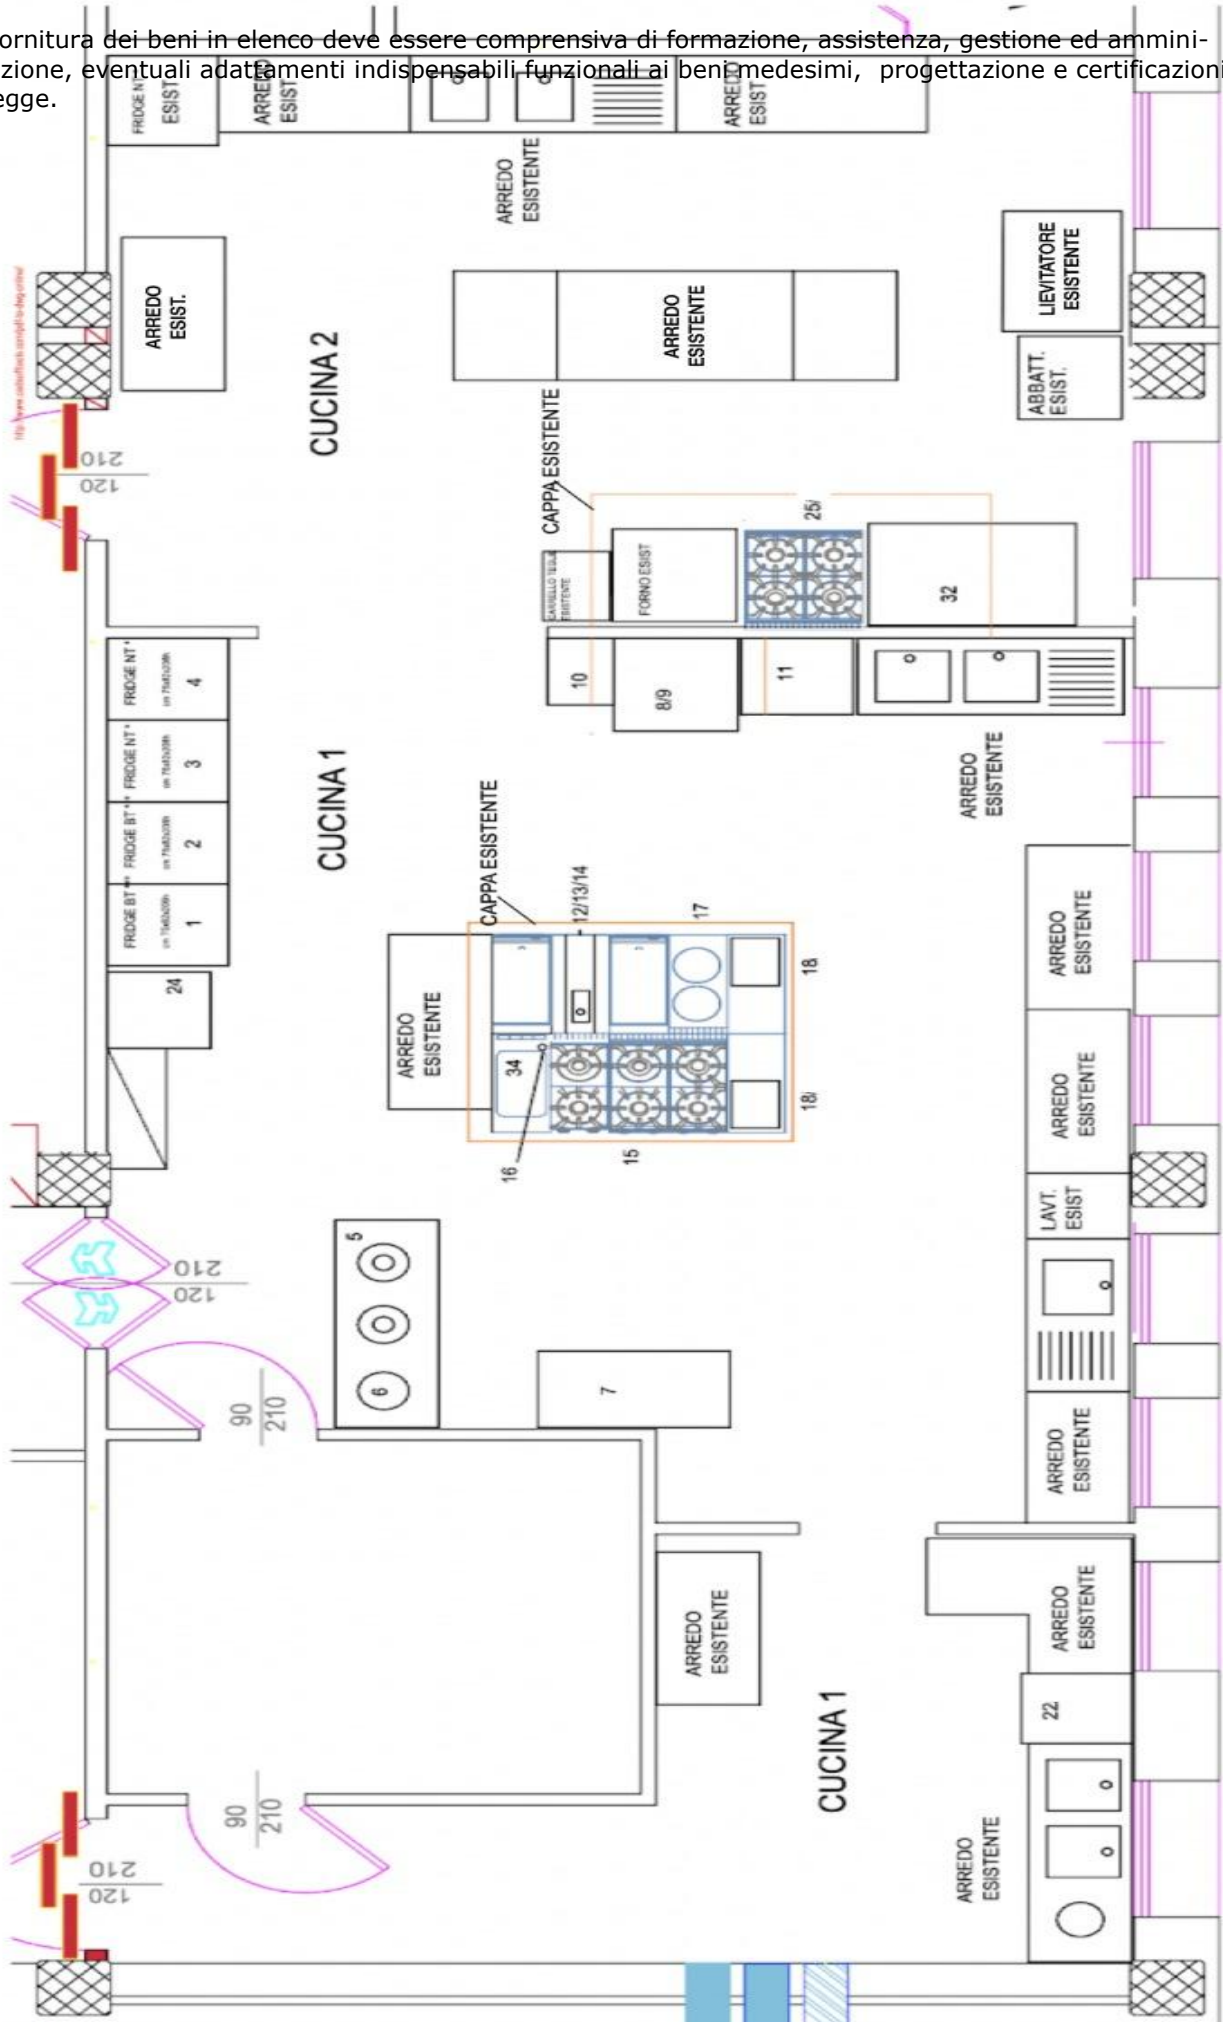 ornitura dei beni in elenco deve essere comprensiva di formazione, assistenza, gestione ed ammini-
zione, eventuali adattamenti indispensabili funzionali ai beni medesimi, progettazione e certificazioni
egge.
FRIDGE NT
ESIST
ARREDO
ESIST
ARREDO
ESIST
ARREDO
ESISTENTE
ARREDO
ESIST.
CUCINA 2
ARREDO
ESISTENTE
LIEVITATORE
ESISTENTE
ABBATT.
ESIST.
210
120
CAPPA ESISTENTE
25/
CARRELLO TEGLIE
ESISTENTE
FORNO ESIST
32
FRIDGE NT *
4
FRIDGE NT *
3
FRIDGE BT **
2
FRIDGE BT **
1
10
8/9
11
ARREDO
ESISTENTE
CUCINA 1
CAPPA ESISTENTE
12/13/14
17
18
24
ARREDO
ESISTENTE
34
16
15
18/
ARREDO
ESISTENTE
ARREDO
ESISTENTE
LAVT.
ESIST
210
120
5
6
7
90
210
ARREDO
ESISTENTE
ARREDO
ESISTENTE
ARREDO
ESISTENTE
22
CUCINA 1
90
210
210
120
ARREDO
ESISTENTE